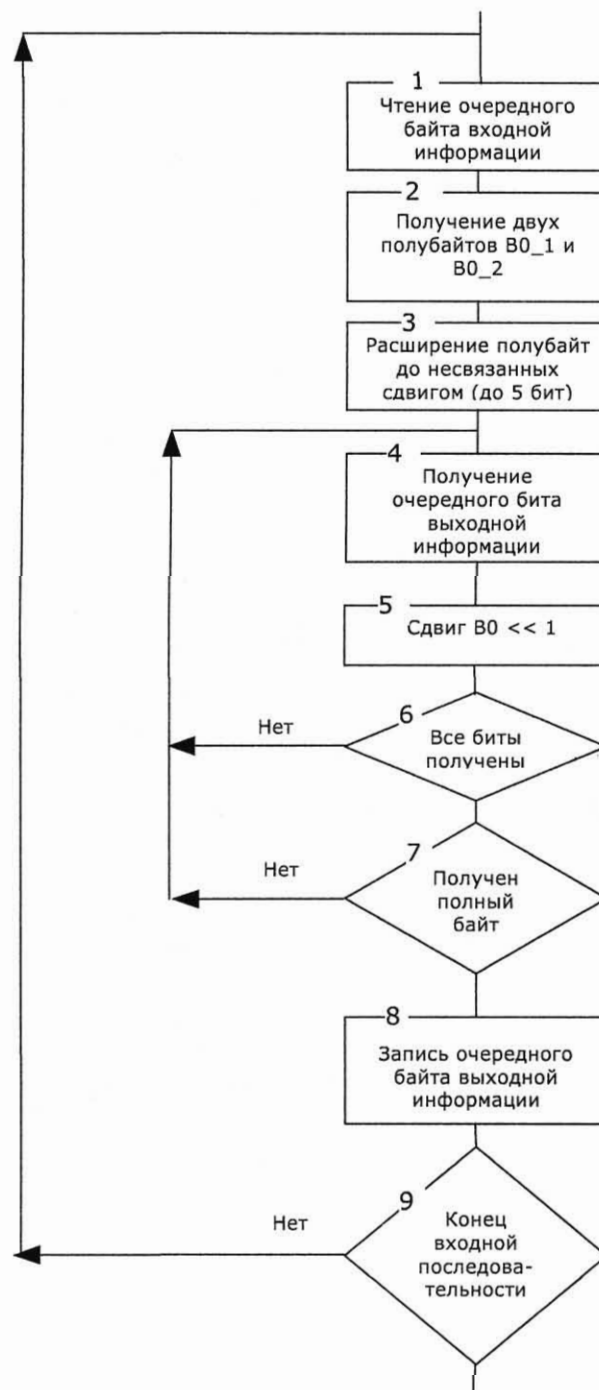 1
Чтение очередного
байта входной
информации
2
Получение двух
полубайтов B0_1 и
B0_2
3
Расширение полубайт
до несвязанных
сдвигом (до 5 бит)
4
Получение
очередного бита
выходной
информации
5
Сдвиг B0 << 1
6
Нет
Все биты
получены
7
Нет
Получен
полный
байт
8
Запись очередного
байта выходной
информации
9
Нет
Конец
входной
последова-
тельности